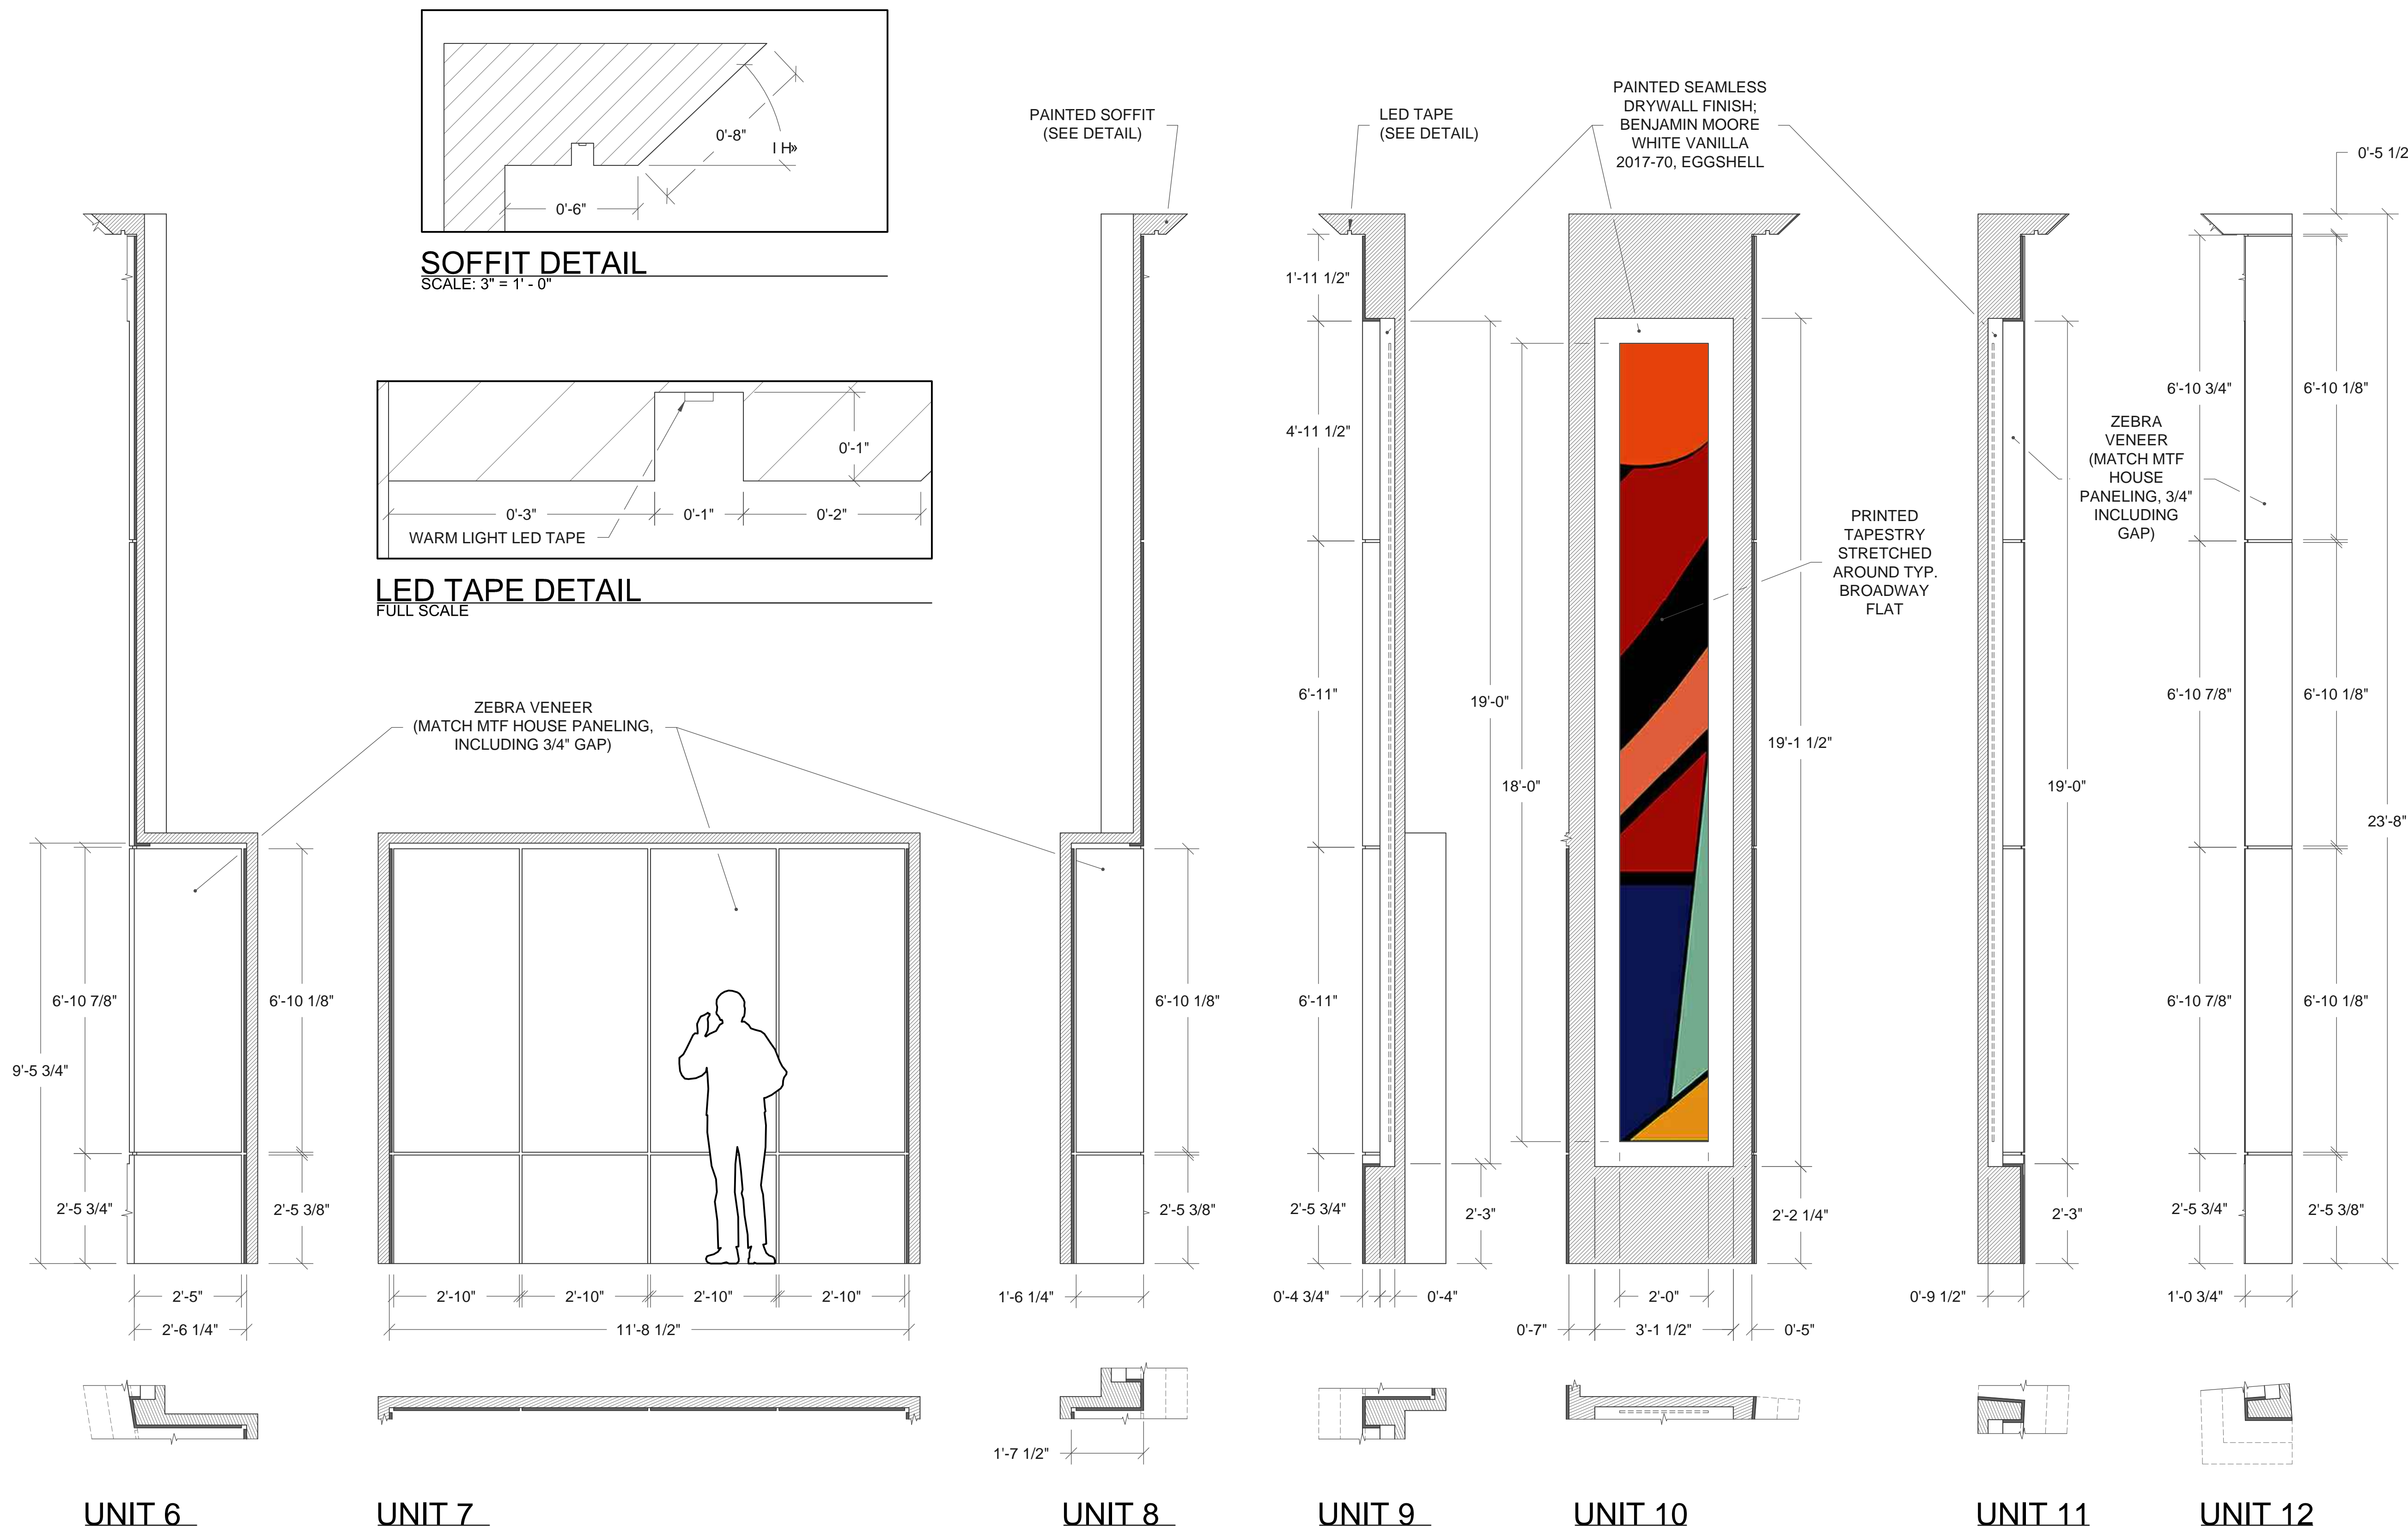 0'-8"
0'-6"
SOFFIT DETAIL
SCALE: 3" = 1' - 0"
0'-1"
0'-3"
0'-1"
0'-2"
WARM LIGHT LED TAPE
LED TAPE DETAIL
FULL SCALE
PAINTED SOFFIT
(SEE DETAIL)
LED TAPE
(SEE DETAIL)
PAINTED SEAMLESS
DRYWALL FINISH;
BENJAMIN MOORE
WHITE VANILLA
2017-70, EGGSHELL
ZEBRA VENEER
(MATCH MTF HOUSE PANELING,
INCLUDING 3/4" GAP)
PRINTED
TAPESTRY
STRETCHED
AROUND TYP.
BROADWAY
FLAT
ZEBRA
VENEER
(MATCH MTF
HOUSE
PANELING, 3/4"
INCLUDING
GAP)
9'-5 3/4"
6'-10 7/8"
2'-5 3/4"
6'-10 1/8"
2'-5 3/8"
2'-5"
2'-6 1/4"
UNIT 6
2'-10"
2'-10"
2'-10"
2'-10"
11'-8 1/2"
UNIT 7
6'-10 1/8"
2'-5 3/8"
1'-6 1/4"
1'-7 1/2"
UNIT 8
1'-11 1/2"
4'-11 1/2"
6'-11"
6'-11"
2'-5 3/4"
19'-0"
2'-3"
0'-4 3/4"
0'-4"
UNIT 9
18'-0"
19'-1 1/2"
2'-2 1/4"
2'-0"
0'-7"
3'-1 1/2"
0'-5"
UNIT 10
19'-0"
2'-3"
0'-9 1/2"
UNIT 11
0'-5 1/2
6'-10 3/4"
6'-10 7/8"
6'-10 7/8"
2'-5 3/4"
6'-10 1/8"
6'-10 1/8"
6'-10 1/8"
2'-5 3/8"
23'-8"
1'-0 3/4"
UNIT 12